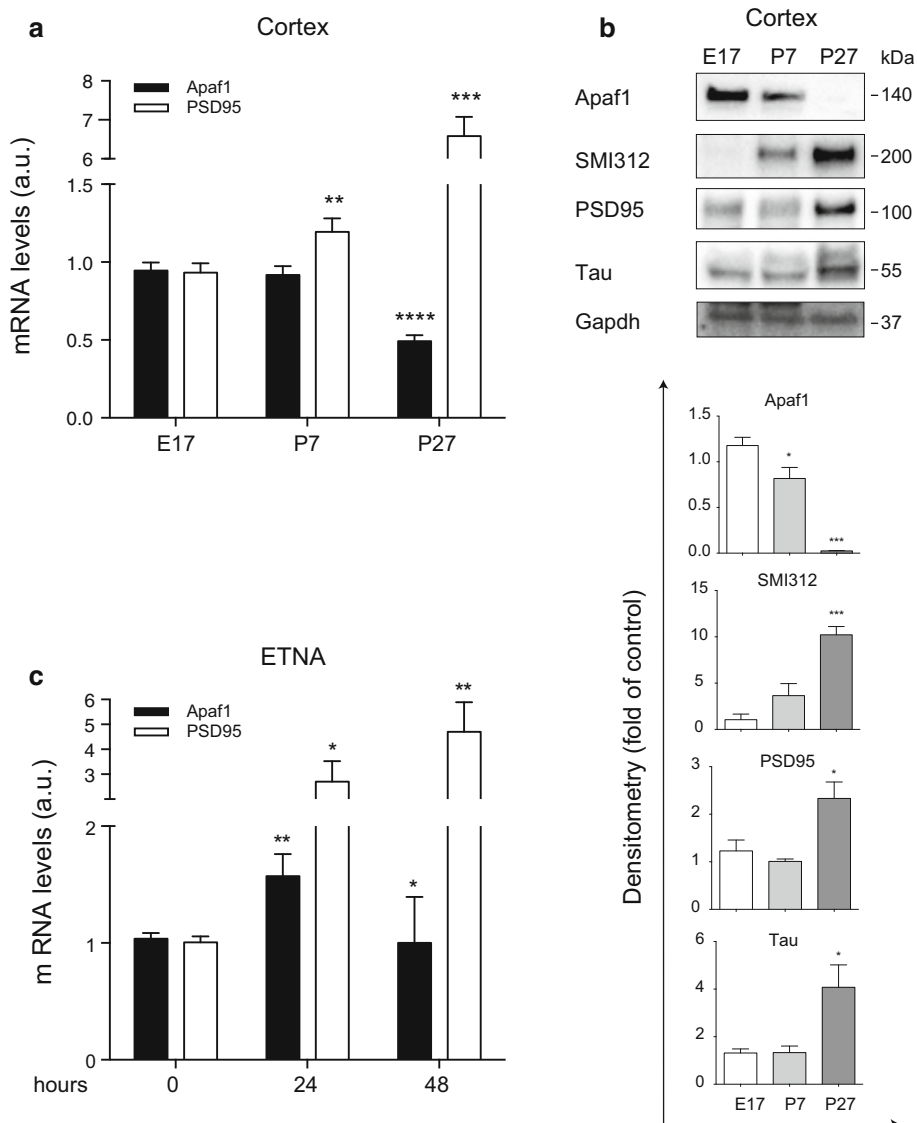 a
Cortex
Apaf1
PSD95
mRNA levels (a.u.)
8
7
6
1.5
1.0
0.5
0.0
**
****
***
E17 P7 P27
b
Cortex
E17 P7 P27 kDa
Apaf1 -140
SMI312 -200
PSD95 -100
Tau -55
Gapdh -37
Densitometry (fold of control)
Apaf1
1.5
1.0
0.5
0.0
*
***
SMI312
15
10
5
0
***
PSD95
3
2
1
0
*
Tau
6
4
2
0
*
E17 P7 P27
c
ETNA
Apaf1
PSD95
m RNA levels (a.u.)
6
5
4
3
2
1
0
**
*
*
**
hours 0 24 48